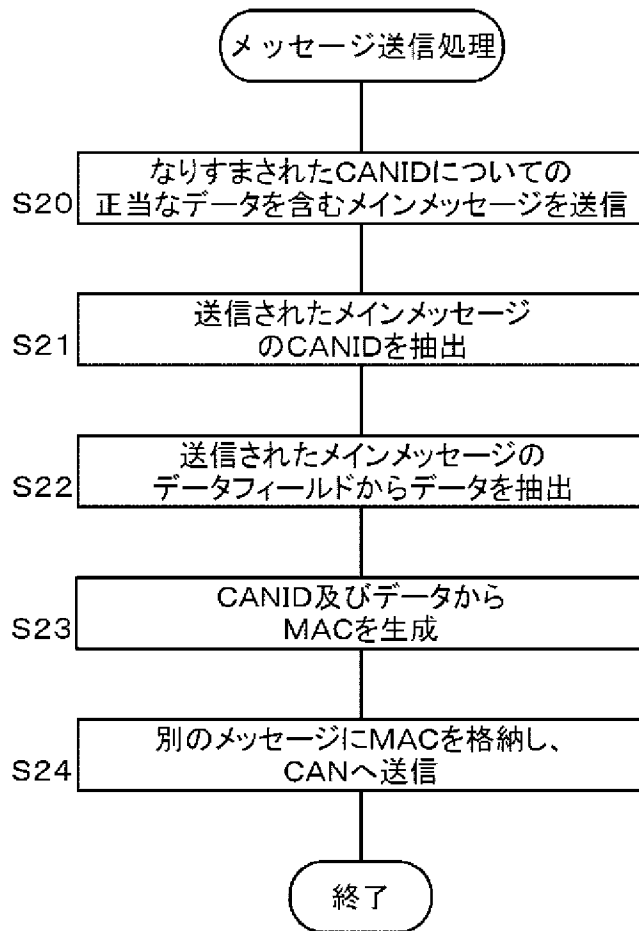 メッセージ送信処理
なりすまされたCANIDについての
S20
正当なデータを含むメインメッセージを送信
送信されたメインメッセージ
S21
のCANIDを抽出
送信されたメインメッセージの
S22
データフィールドからデータを抽出
CANID及びデータから
S23
MACを生成
別のメッセージにMACを格納し、
S24
CANへ送信
終了